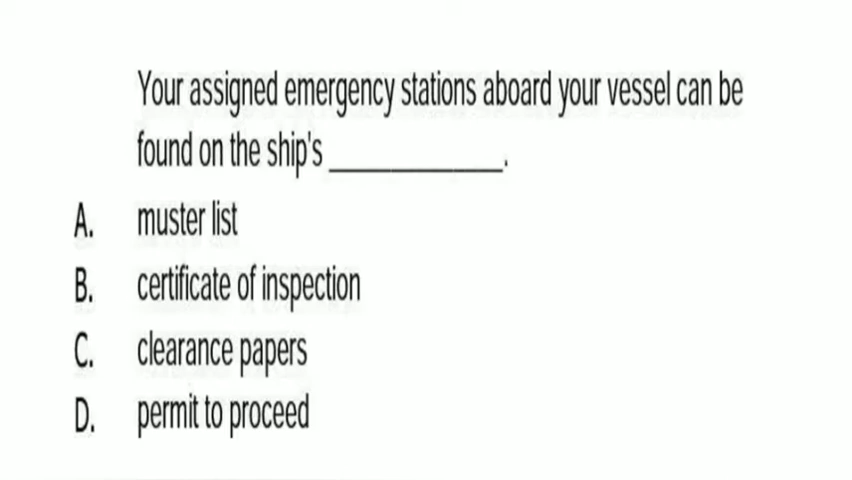 Your assigned emergency stations aboard your vessel can be
found on the ship's ______________.
A. muster list
B. certificate of inspection
C. clearance papers
D. permit to proceed